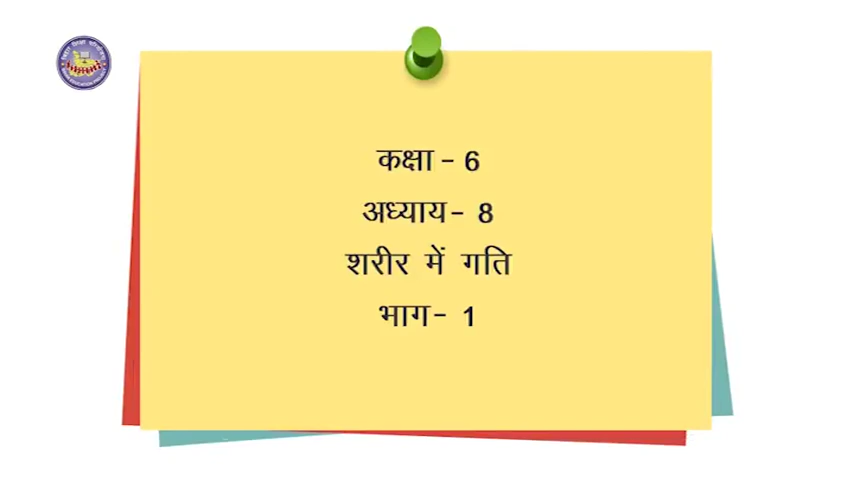 कक्षा - 6
अध्याय - 8
शरीर में गति
भाग - 1